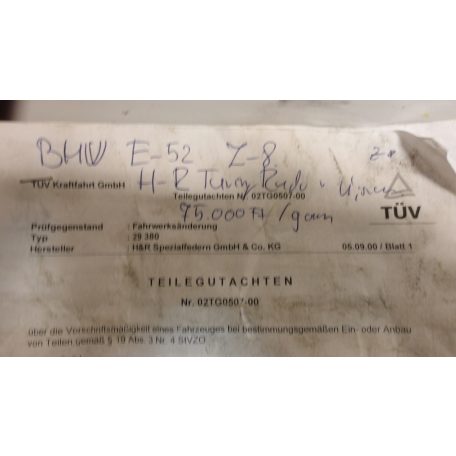 BMW E-52 Z-8
TÜV Kraftfahrt GmbH
H-R
Teilegutachten Nr. 02TG0507-00
95.000 Ft/
TÜV
Prüfgegenstand : Fahrwerksänderung
Typ : 29 380
Hersteller : H&R Spezialfedern GmbH & Co. KG 05.09.00 / Blatt 1
TEILEGUTACHTEN
Nr. 02TG0507-00
über die Vorschriftsmäßigkeit eines Fahrzeuges bei bestimmungsgemäßen Ein- oder Anbau
von Teilen gemäß § 19 Abs. 3 Nr. 4 StVZO